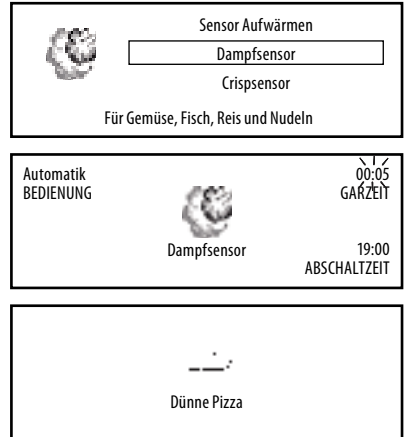 Sensor Aufwärmen
Dampfsensor
Crispsensor
Für Gemüse, Fisch, Reis und Nudeln
Automatik
BEDIENUNG
00:05
GARZEIT
Dampfsensor
19:00
ABSCHALTZEIT
Dünne Pizza